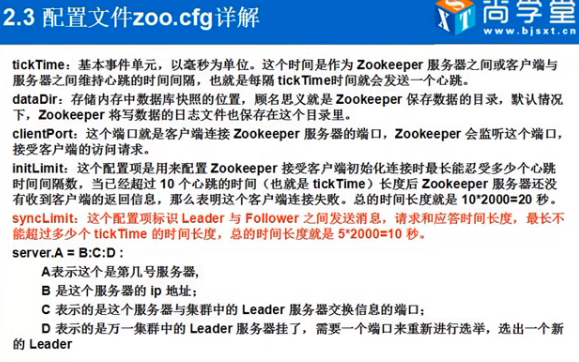 2.3 配置文件zoo.cfg详解
尚学堂
www.bjsxt.cn
tickTime：基本事件单元，以毫秒为单位。这个时间是作为 Zookeeper 服务器之间或客户端与
服务器之间维持心跳的时间间隔，也就是每隔 tickTime时间就会发送一个心跳。
dataDir：存储内存中数据库快照的位置，顾名思义就是 Zookeeper 保存数据的目录，默认情况
下，Zookeeper 将写数据的日志文件也保存在这个目录里。
clientPort：这个端口就是客户端连接 Zookeeper 服务器的端口，Zookeeper 会监听这个端口，
接受客户端的访问请求。
initLimit：这个配置项是用来配置 Zookeeper 接受客户端初始化连接时最长能忍受多少个心跳
时间间隔数，当已经超过 10 个心跳的时间（也就是 tickTime）长度后 Zookeeper 服务器还没
有收到客户端的返回信息，那么表明这个客户端连接失败。总的时间长度就是 10*2000=20 秒。
syncLimit：这个配置项标识 Leader 与 Follower 之间发送消息，请求和应答时间长度，最长不
能超过多少个 tickTime 的时间长度，总的时间长度就是 5*2000=10 秒。
server.A = B:C:D :
A表示这个是第几号服务器,
B 是这个服务器的 ip 地址；
C 表示的是这个服务器与集群中的 Leader 服务器交换信息的端口；
D 表示的是万一集群中的 Leader 服务器挂了，需要一个端口来重新进行选举，选出一个新
的 Leader